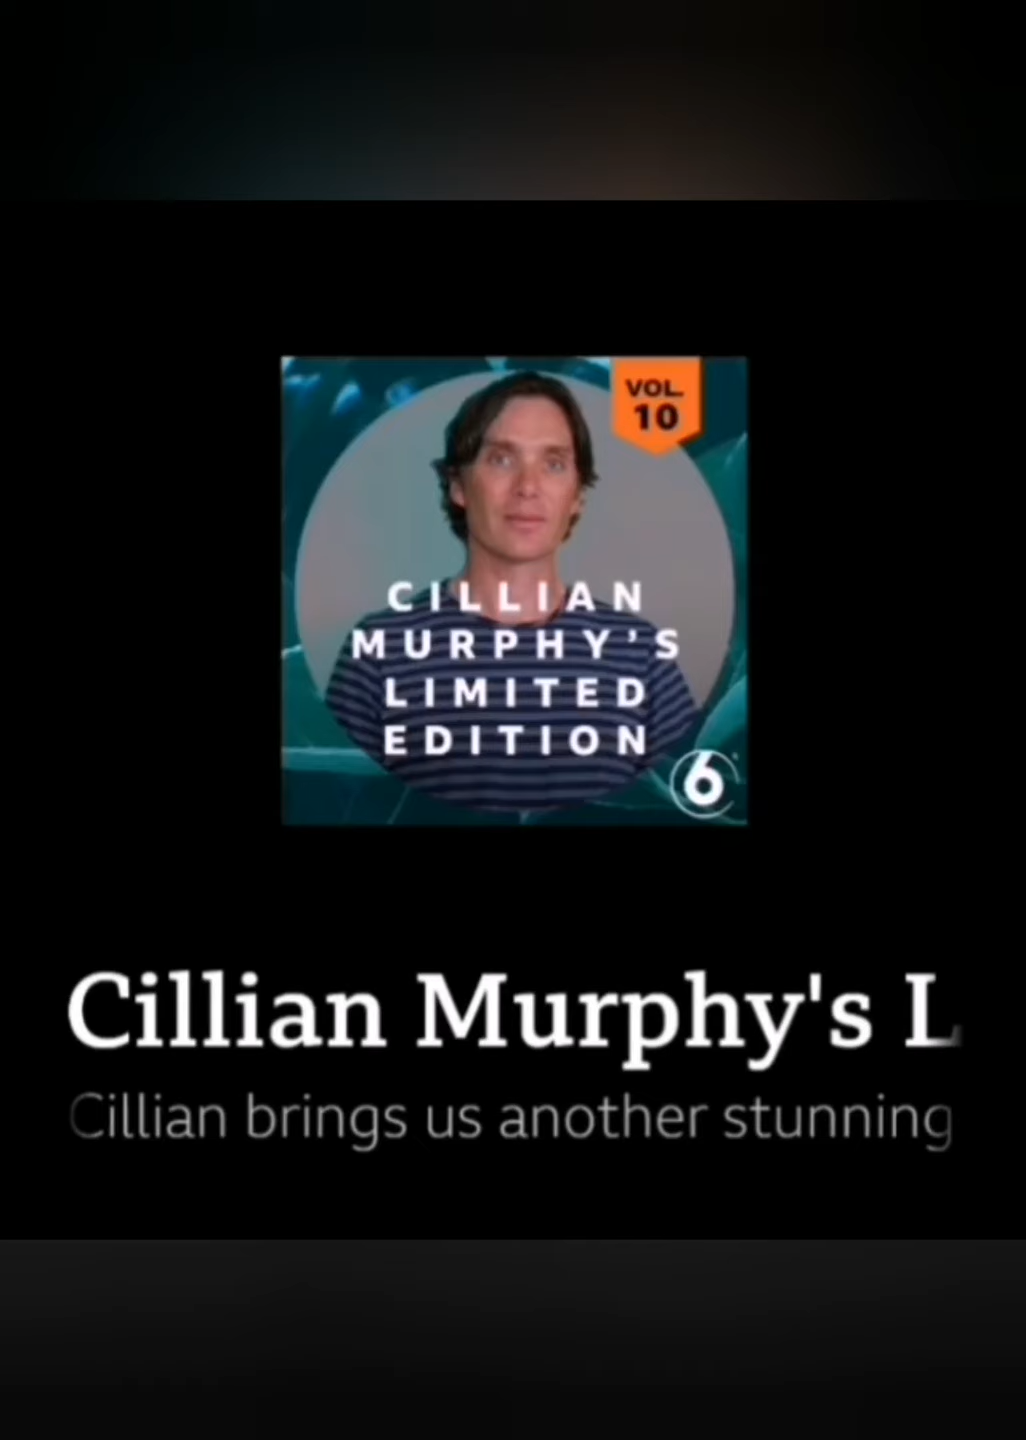 VOL.
10
CILLIAN
MURPHY'S
LIMITED
EDITION
6
Cillian Murphy's L
Cillian brings us another stunning